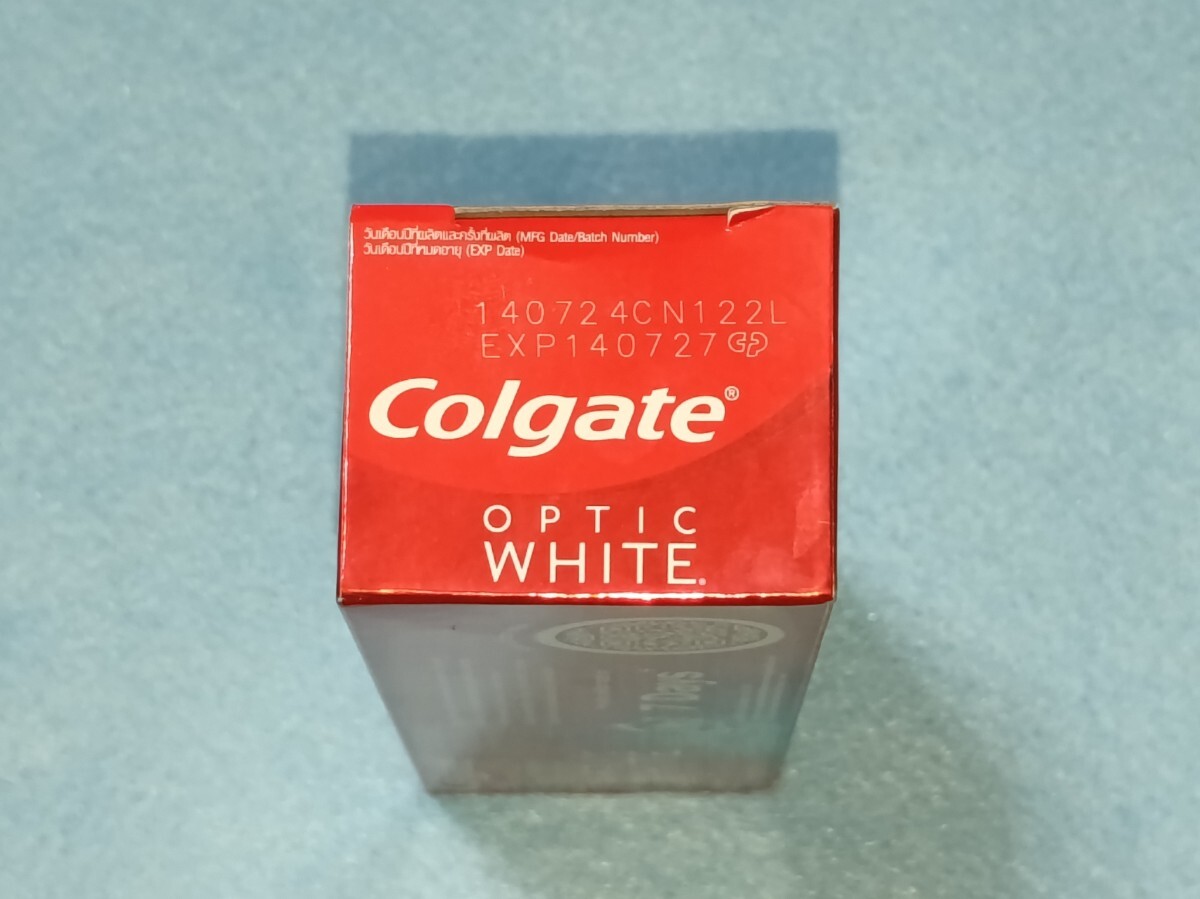 วันเดือนปีที่ผลิตและครั้งที่ผลิต (MFG Date/Batch Number)
วันเดือนปีที่หมดอายุ (EXP Date)
140724CN122L
EXP140727
Colgate®
OPTIC
WHITE
7 Days